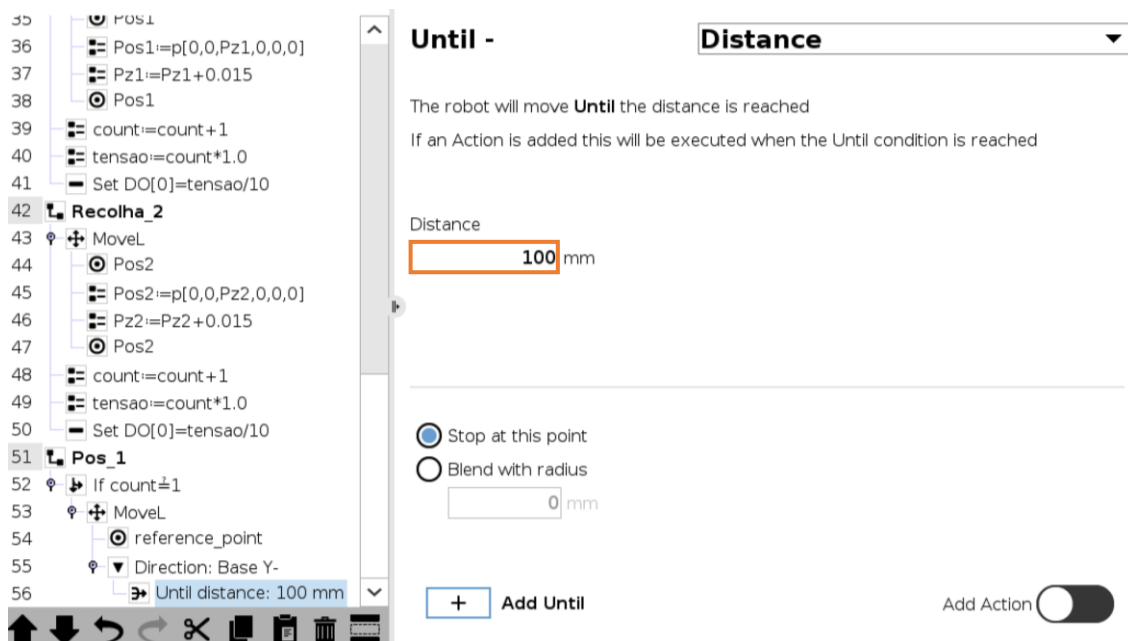 35 Pos1
36 Pos1≔p[0,0,Pz1,0,0,0]
37 Pz1≔Pz1+0.015
38 Pos1
39 count≔count+1
40 tensao≔count*1.0
41 Set DO[0]=tensao/10
42 Recolha_2
43 MoveL
44 Pos2
45 Pos2≔p[0,0,Pz2,0,0,0]
46 Pz2≔Pz2+0.015
47 Pos2
48 count≔count+1
49 tensao≔count*1.0
50 Set DO[0]=tensao/10
51 Pos_1
52 If count≟1
53 MoveL
54 reference_point
55 Direction: Base Y-
56 Until distance: 100 mm
Until -
Distance
The robot will move Until the distance is reached
If an Action is added this will be executed when the Until condition is reached
Distance
100 mm
Stop at this point
Blend with radius
0 mm
+ Add Until
Add Action